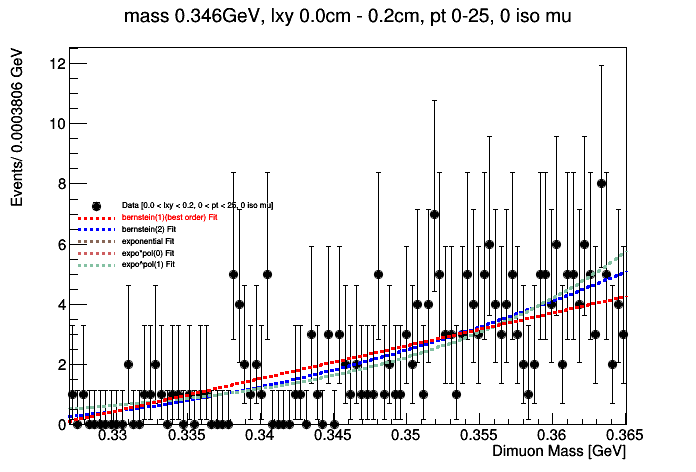 mass 0.346GeV, lxy 0.0cm - 0.2cm, pt 0-25, 0 iso mu
Events/ 0.0003806 GeV
12
10
8
6
4
2
0
Data [0.0 < lxy < 0.2, 0 < pt < 25, 0 iso mu]
bernstein(1)(best order) Fit
bernstein(2) Fit
exponential Fit
expo*pol(0) Fit
expo*pol(1) Fit
0.33 0.335 0.34 0.345 0.35 0.355 0.36 0.365
Dimuon Mass [GeV]